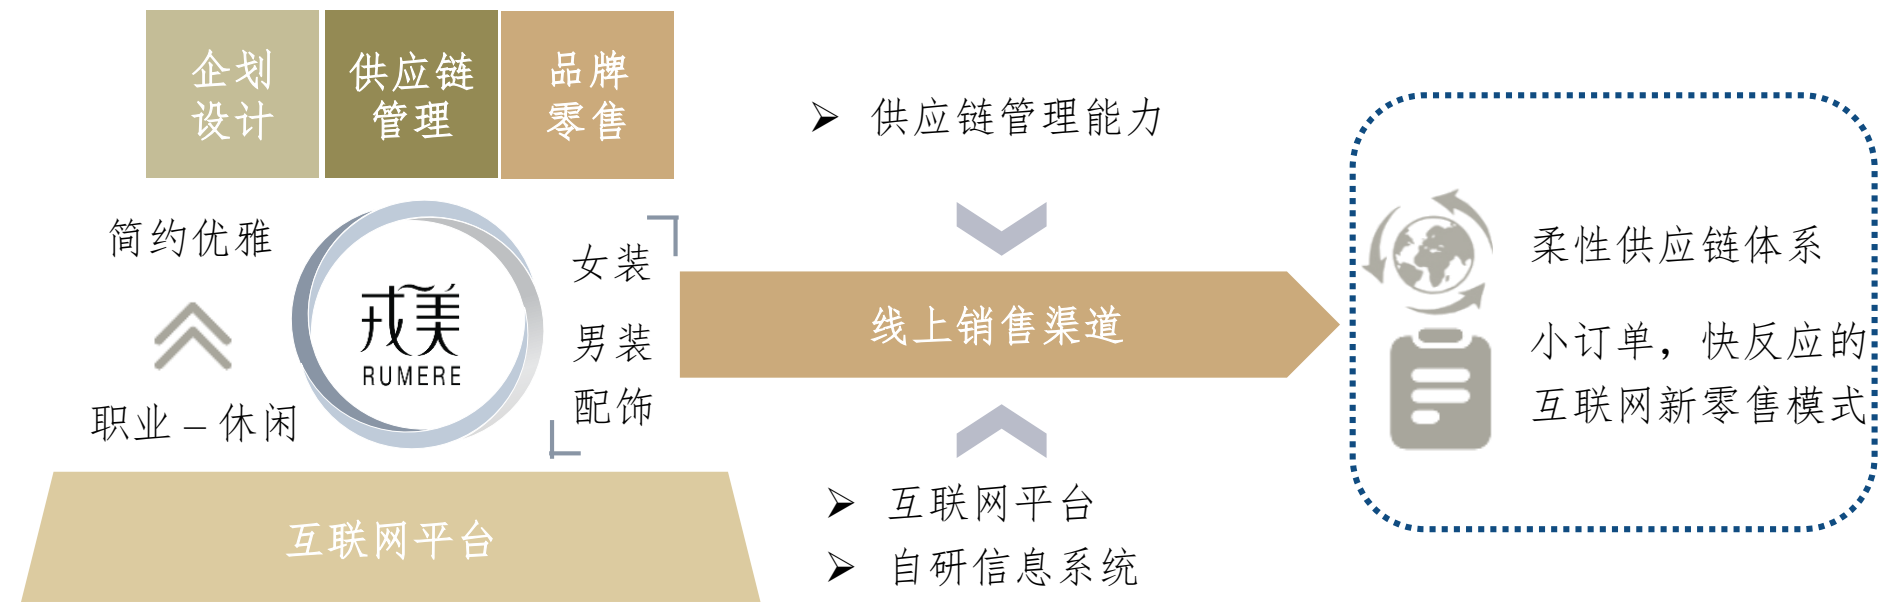 企划
设计
供应链
管理
品牌
零售
简约优雅
职业 – 休闲
戎美
RUMERE
女装
男装
配饰
互联网平台
➢ 供应链管理能力
线上销售渠道
➢ 互联网平台
➢ 自研信息系统
柔性供应链体系
小订单，快反应的
互联网新零售模式